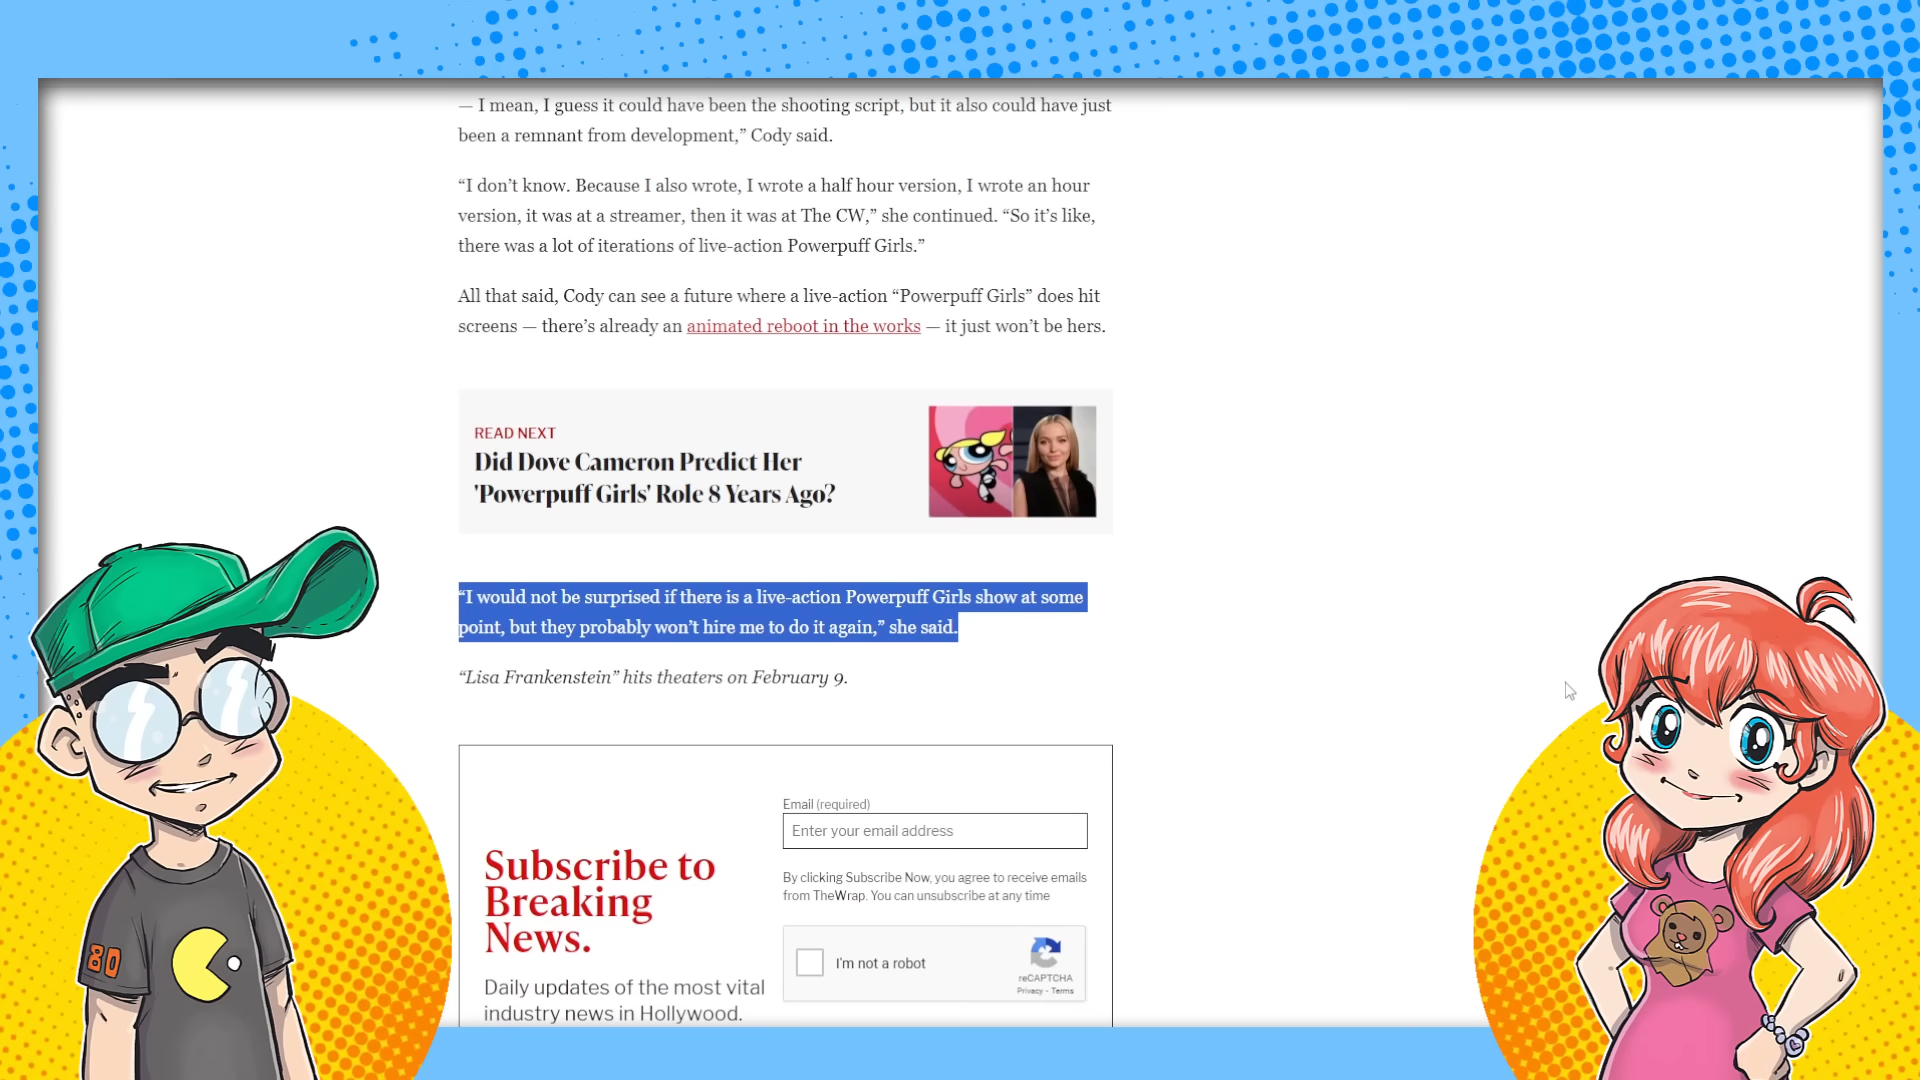 — I mean, I guess it could have been the shooting script, but it also could have just
been a remnant from development,” Cody said.
“I don’t know. Because I also wrote, I wrote a half hour version, I wrote an hour
version, it was at a streamer, then it was at The CW,” she continued. “So it’s like,
there was a lot of iterations of live-action Powerpuff Girls.”
All that said, Cody can see a future where a live-action “Powerpuff Girls” does hit
screens — there’s already an animated reboot in the works — it just won’t be hers.
READ NEXT
Did Dove Cameron Predict Her
'Powerpuff Girls' Role 8 Years Ago?
“I would not be surprised if there is a live-action Powerpuff Girls show at some
point, but they probably won’t hire me to do it again,” she said.
“Lisa Frankenstein” hits theaters on February 9.
Subscribe to
Breaking
News.
Daily updates of the most vital
industry news in Hollywood.
Email (required)
Enter your email address
By clicking Subscribe Now, you agree to receive emails
from TheWrap. You can unsubscribe at any time
I'm not a robot
reCAPTCHA
Privacy - Terms
80